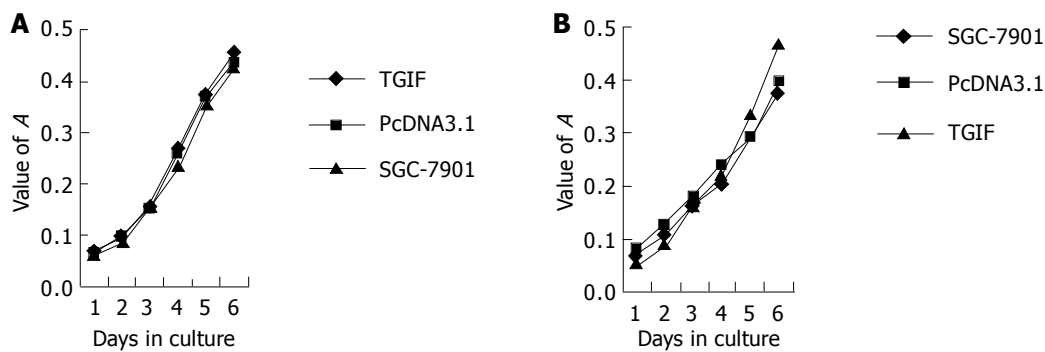 A
0.5
0.4
0.3
0.2
0.1
0.0
Value of A
1 2 3 4 5 6
Days in culture
TGIF
PcDNA3.1
SGC-7901
B
0.5
0.4
0.3
0.2
0.1
0.0
Value of A
1 2 3 4 5 6
Days in culture
SGC-7901
PcDNA3.1
TGIF